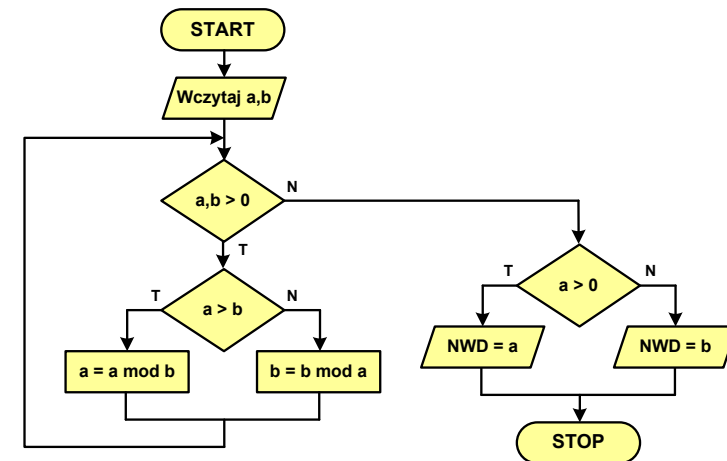 START
Wczytaj a,b
a,b > 0
N
T
a > b
T
N
a = a mod b
b = b mod a
a > 0
T
N
NWD = a
NWD = b
STOP